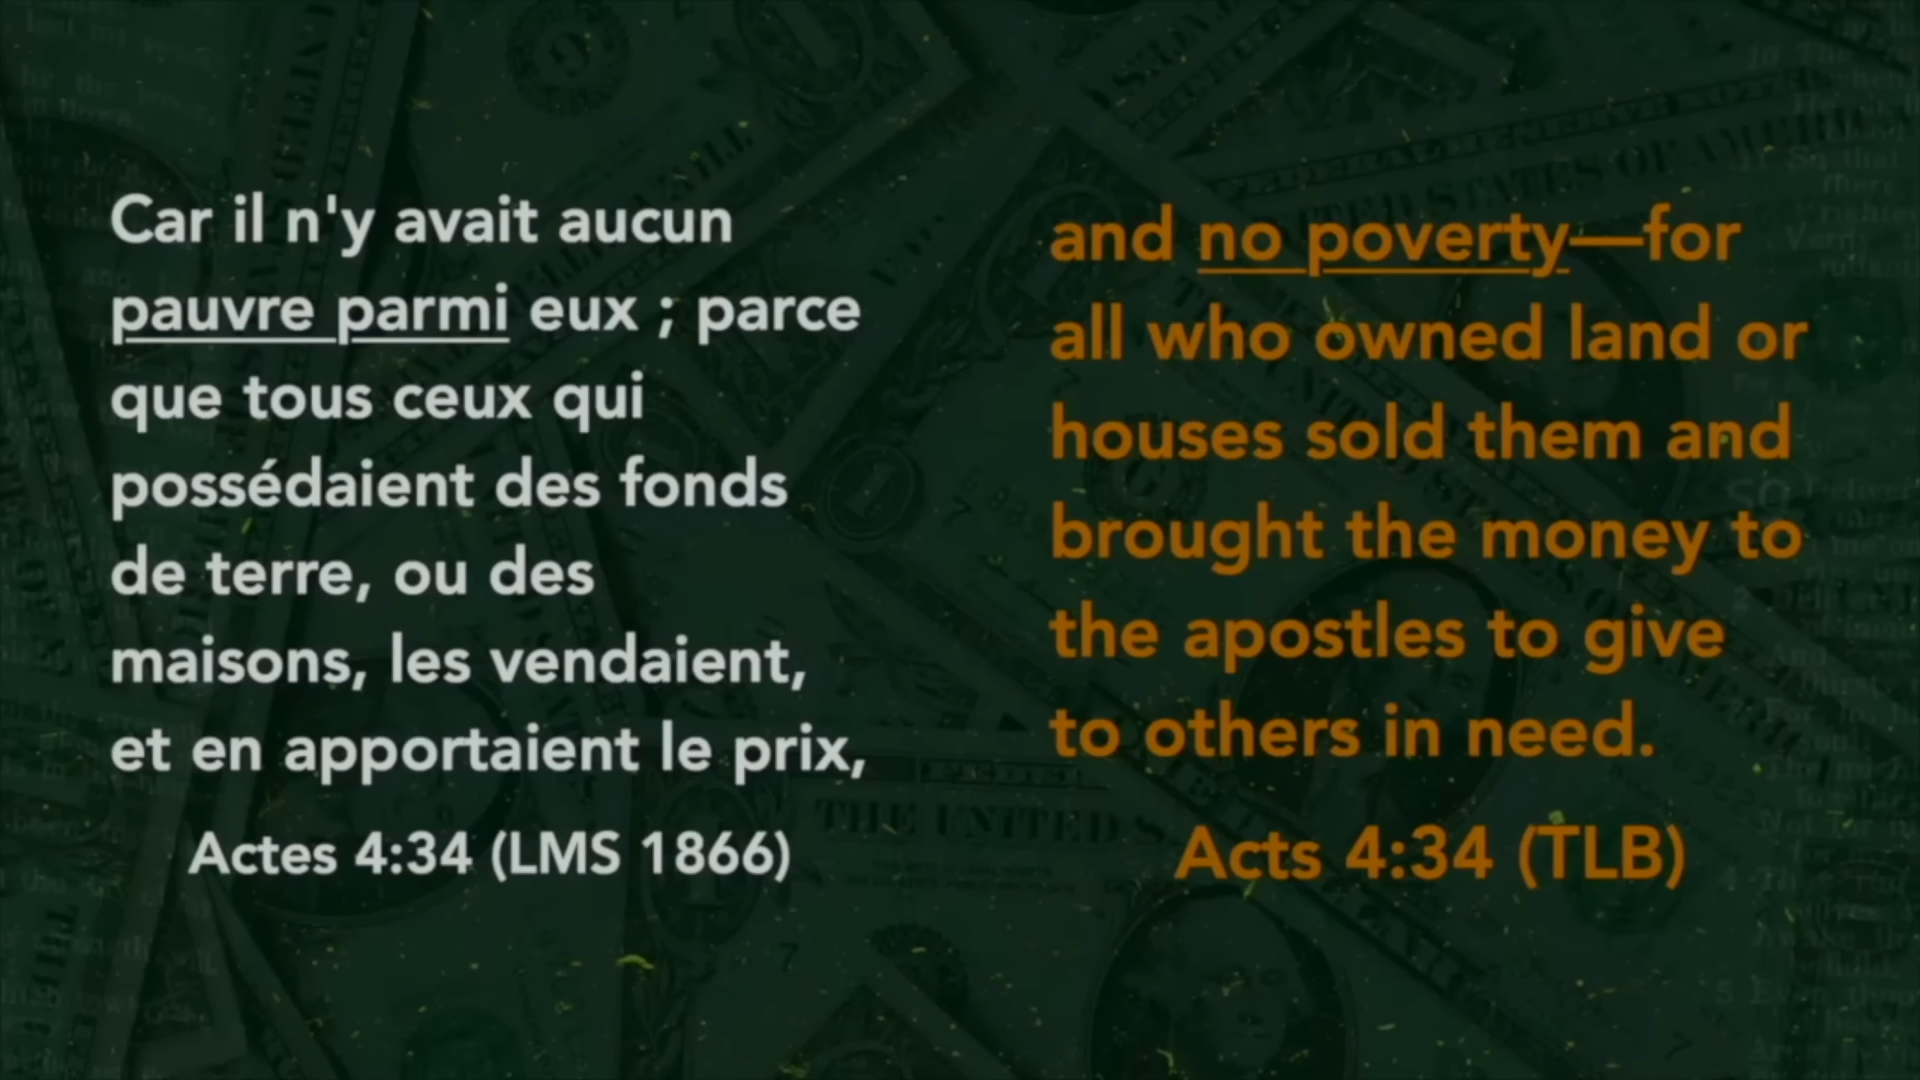 Car il n'y avait aucun
pauvre parmi eux ; parce
que tous ceux qui
possédaient des fonds
de terre, ou des
maisons, les vendaient,
et en apportaient le prix,
Actes 4:34 (LMS 1866)
and no poverty—for
all who owned land or
houses sold them and
brought the money to
the apostles to give
to others in need.
Acts 4:34 (TLB)